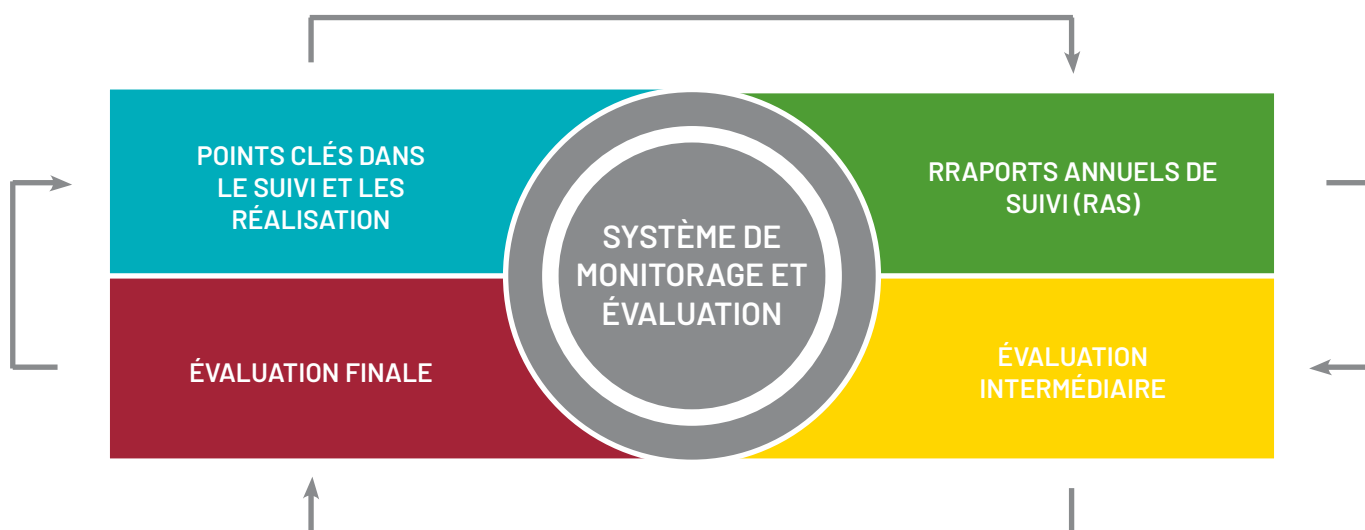 POINTS CLÉS DANS
LE SUIVI ET LES
RÉALISATION
RRAPORTS ANNUELS DE
SUIVI (RAS)
SYSTÈME DE
MONITORAGE ET
ÉVALUATION
ÉVALUATION FINALE
ÉVALUATION
INTERMÉDIAIRE